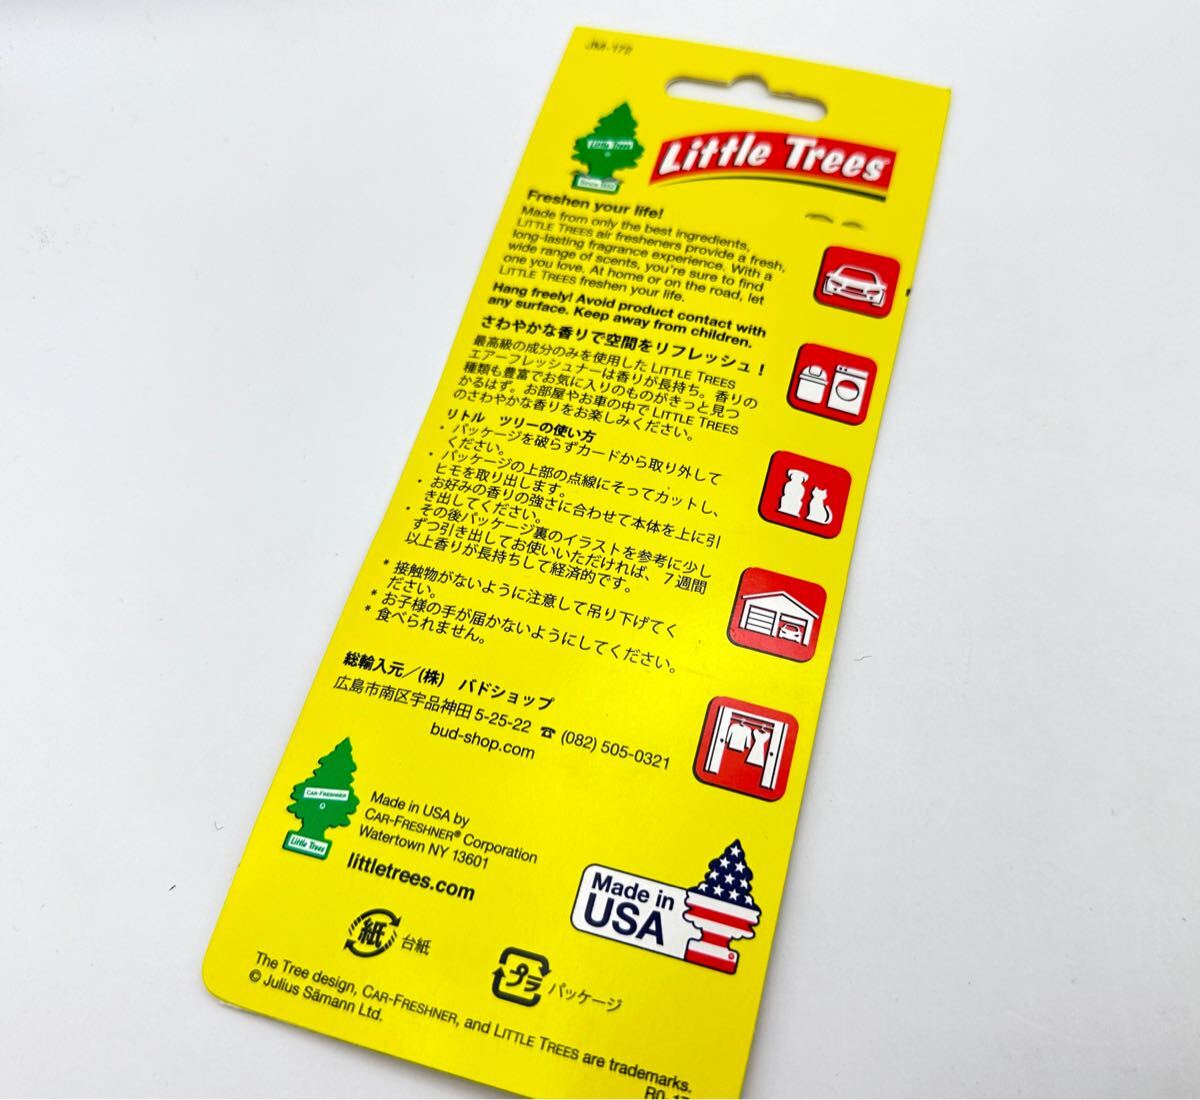 JM-172
Little Trees
Since 1952
Little Trees
Freshen your life!
Made from only the best ingredients,
LITTLE TREES air fresheners provide a fresh,
long-lasting fragrance experience. With a
wide range of scents, you're sure to find
one you love. At home or on the road, let
LITTLE TREES freshen your life.
Hang freely! Avoid product contact with
any surface. Keep away from children.
さわやかな香りで空間をリフレッシュ！
最高級の成分のみを使用した LITTLE TREES
エアーフレッシュナーは香りが長持ち。香りの
種類も豊富でお気に入りのものがきっと見つ
かるはず。お部屋やお車の中で LITTLE TREES
のさわやかな香りをお楽しみください。
リトル ツリーの使い方
・パッケージを破らずカードから取り外して
ください。
・パッケージの上部の点線にそってカットし、
ヒモを取り出します。
・お好みの香りの強さに合わせて本体を上に引
き出してください。
・その後パッケージ裏のイラストを参考に少し
ずつ引き出してお使いいただければ、７週間
以上香りが長持ちして経済的です。
* 接触物がないように注意して吊り下げてく
ださい。
* お子様の手が届かないようにしてください。
* 食べられません。
総輸入元／(株) バドショップ
広島市南区宇品神田 5-25-22 ☎ (082) 505-0321
bud-shop.com
CAR-FRESHNER
Little Trees
Made in USA by
CAR-FRESHNER® Corporation
Watertown NY 13601
littletrees.com
Made in
USA
紙 台紙
プラ パッケージ
The Tree design, CAR-FRESHNER, and LITTLE TREES are trademarks.
© Julius Sämann Ltd.